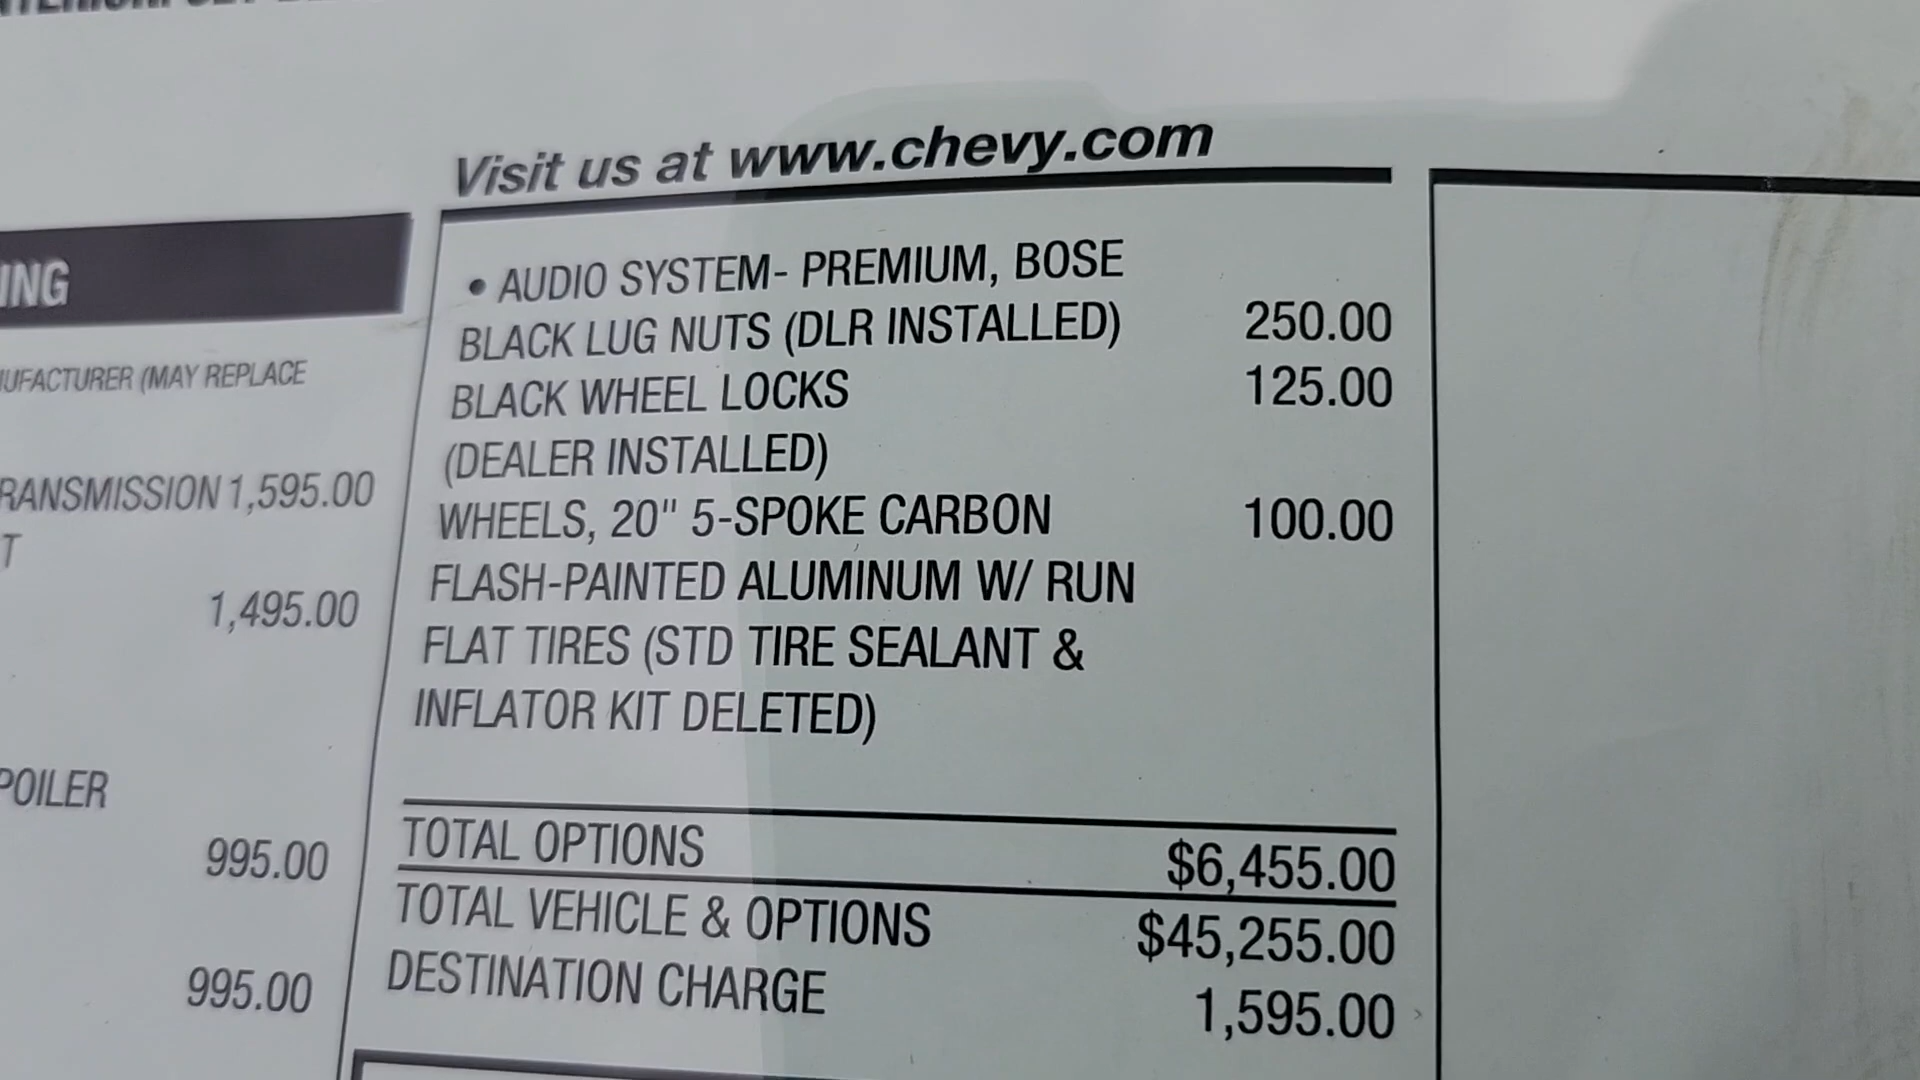 Visit us at www.chevy.com
ING
UFACTURER (MAY REPLACE
RANSMISSION 1,595.00
T
1,495.00
POILER
995.00
995.00
• AUDIO SYSTEM- PREMIUM, BOSE
BLACK LUG NUTS (DLR INSTALLED) 250.00
BLACK WHEEL LOCKS 125.00
(DEALER INSTALLED)
WHEELS, 20" 5-SPOKE CARBON 100.00
FLASH-PAINTED ALUMINUM W/ RUN
FLAT TIRES (STD TIRE SEALANT &
INFLATOR KIT DELETED)
TOTAL OPTIONS $6,455.00
TOTAL VEHICLE & OPTIONS $45,255.00
DESTINATION CHARGE 1,595.00